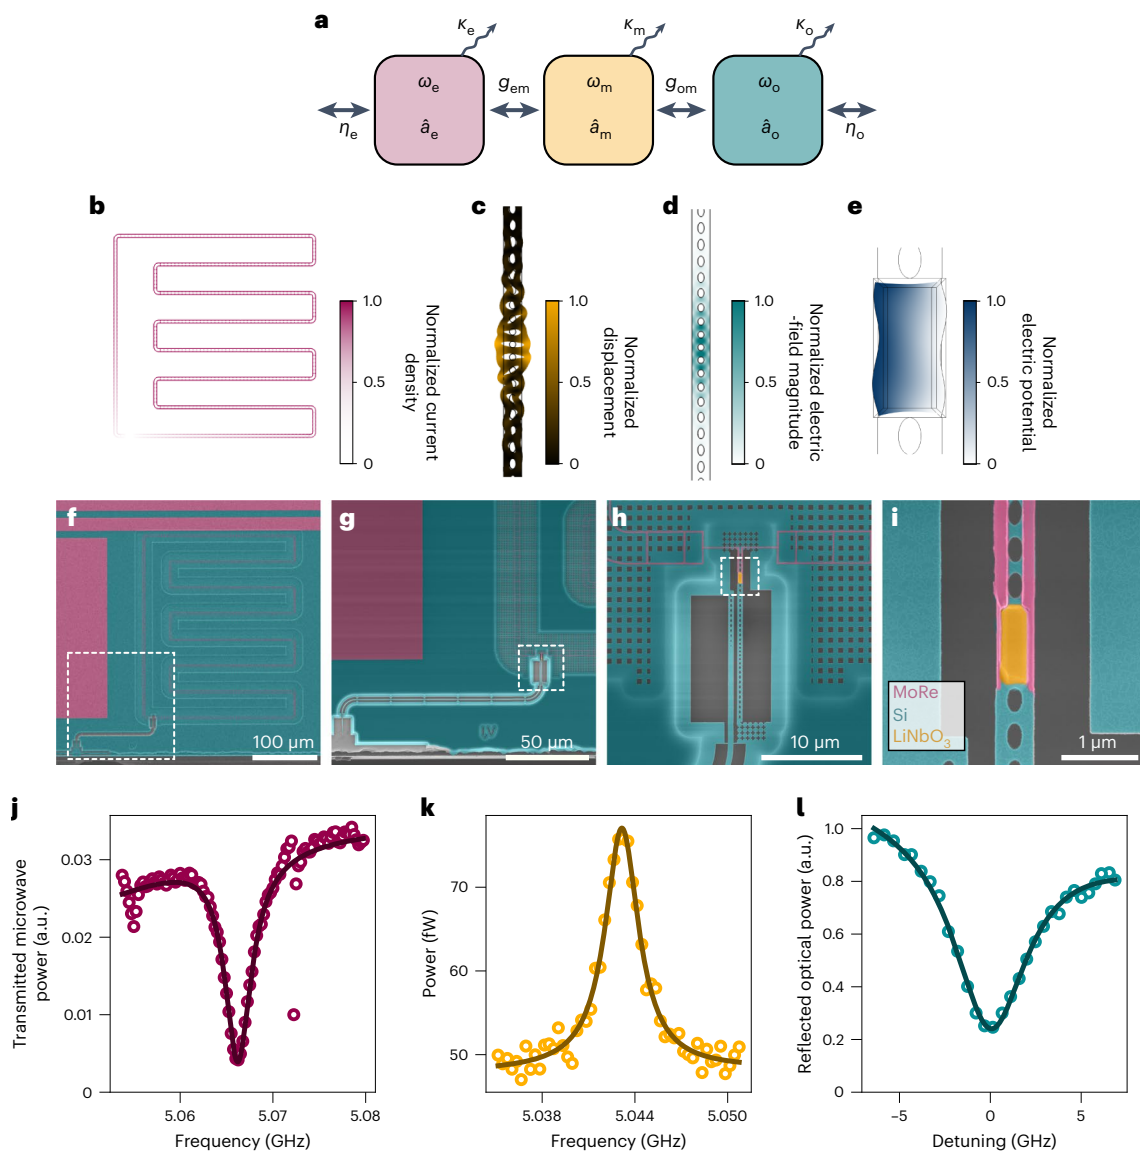 a
κe
κm
κo
ωe
gem
ωm
gom
ωo
ηe
âe
âm
âo
ηo
b
c
d
e
1.0
0.5
0
Normalized current
density
1.0
0.5
0
Normalized
displacement
1.0
0.5
0
Normalized electric
-field magnitude
1.0
0.5
0
Normalized
electric potential
f
100 µm
g
50 µm
h
10 µm
i
MoRe
Si
LiNbO3
1 µm
j
Transmitted microwave
power (a.u.)
0.03
0.02
0.01
0
5.06
5.07
5.08
Frequency (GHz)
k
Power (fW)
70
60
50
5.038
5.044
5.050
Frequency (GHz)
l
Reflected optical power (a.u.)
1.0
0.8
0.6
0.4
0.2
0
–5
0
5
Detuning (GHz)